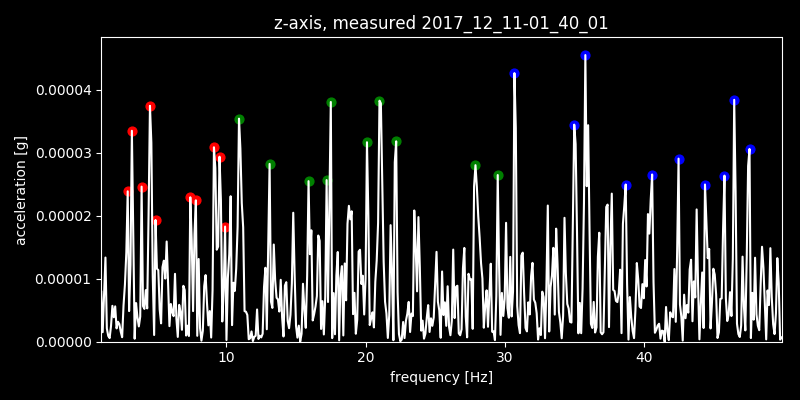 z-axis, measured 2017_12_11-01_40_01
acceleration [g]
0.00004
0.00003
0.00002
0.00001
0.00000
10 20 30 40
frequency [Hz]